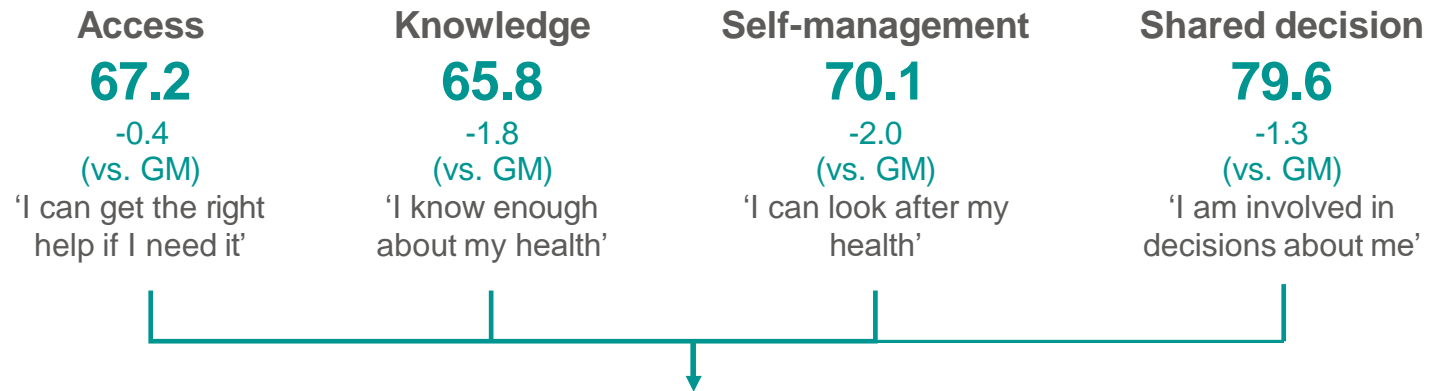 Access
67.2
-0.4
(vs. GM)
‘I can get the right
help if I need it’
Knowledge
65.8
-1.8
(vs. GM)
‘I know enough
about my health’
Self-management
70.1
-2.0
(vs. GM)
‘I can look after my
health’
Shared decision
79.6
-1.3
(vs. GM)
‘I am involved in
decisions about me’